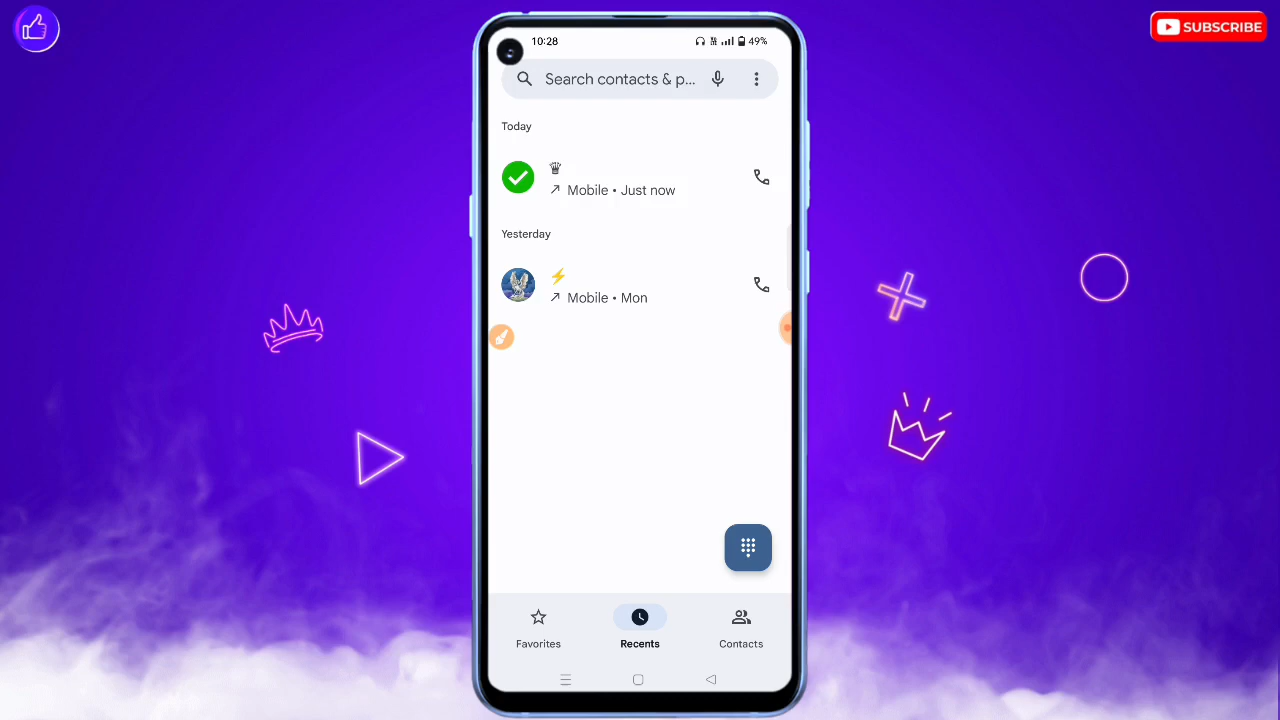 SUBSCRIBE
10:28
49%
Search contacts & p...
Today
♕
Mobile • Just now
Yesterday
⚡
Mobile • Mon
Favorites
Recents
Contacts